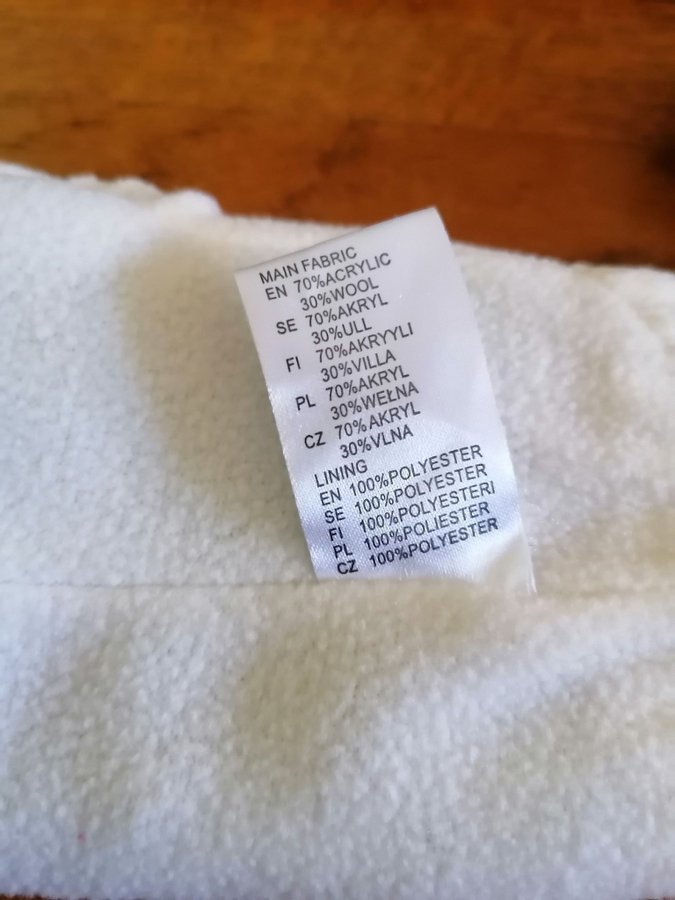 MAIN FABRIC
EN 70%ACRYLIC
30%WOOL
SE 70%AKRYL
30%ULL
FI 70%AKRYYLI
30%VILLA
PL 70%AKRYL
30%WEŁNA
CZ 70%AKRYL
30%VLNA
LINING
EN 100%POLYESTER
SE 100%POLYESTER
FI 100%POLYESTERI
PL 100%POLIESTER
CZ 100%POLYESTER